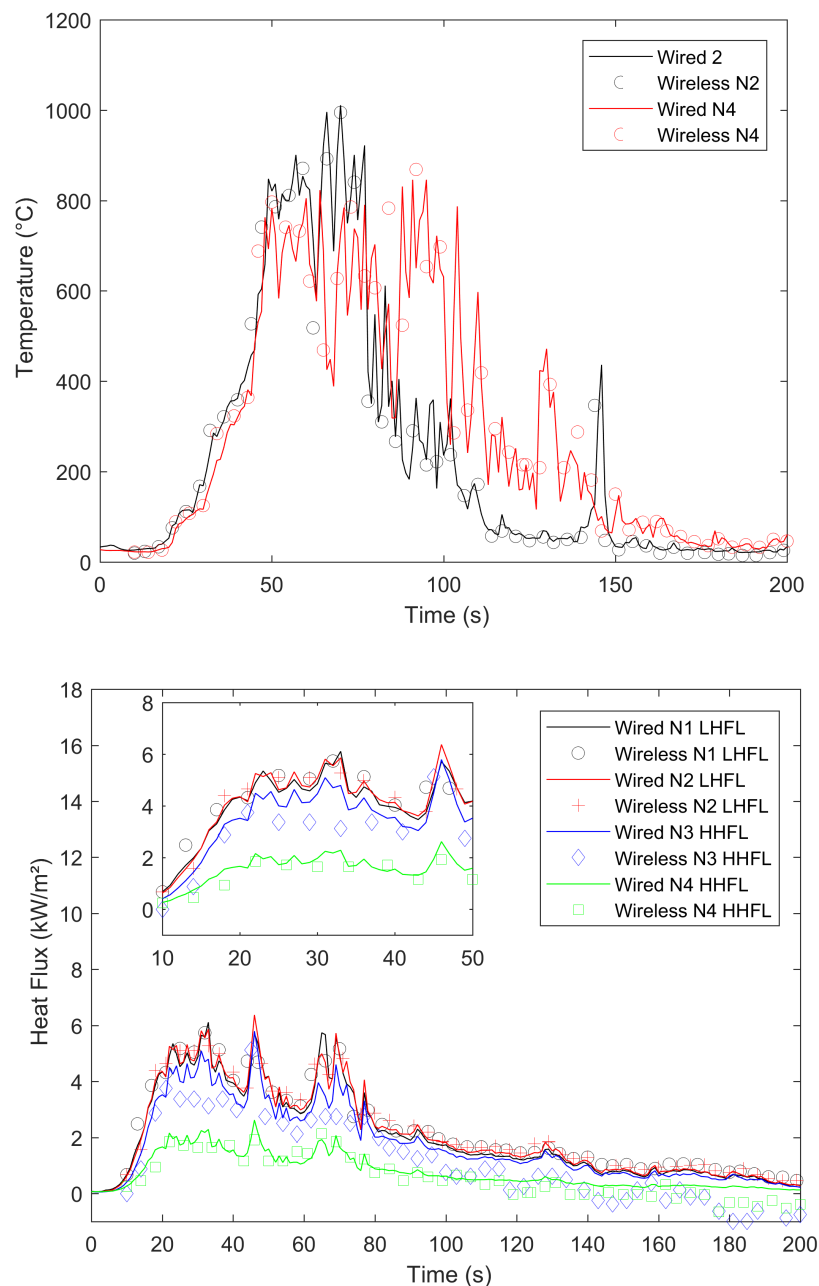 1200
1000
800
600
400
200
0
0 50 100 150 200
Temperature (°C)
Time (s)
Wired 2
Wireless N2
Wired N4
Wireless N4
18
16
14
12
10
8
6
4
2
0
0 20 40 60 80 100 120 140 160 180 200
Heat Flux (kW/m²)
Time (s)
8
6
4
2
0
10 20 30 40 50
Wired N1 LHFL
Wireless N1 LHFL
Wired N2 LHFL
Wireless N2 LHFL
Wired N3 HHFL
Wireless N3 HHFL
Wired N4 HHFL
Wireless N4 HHFL